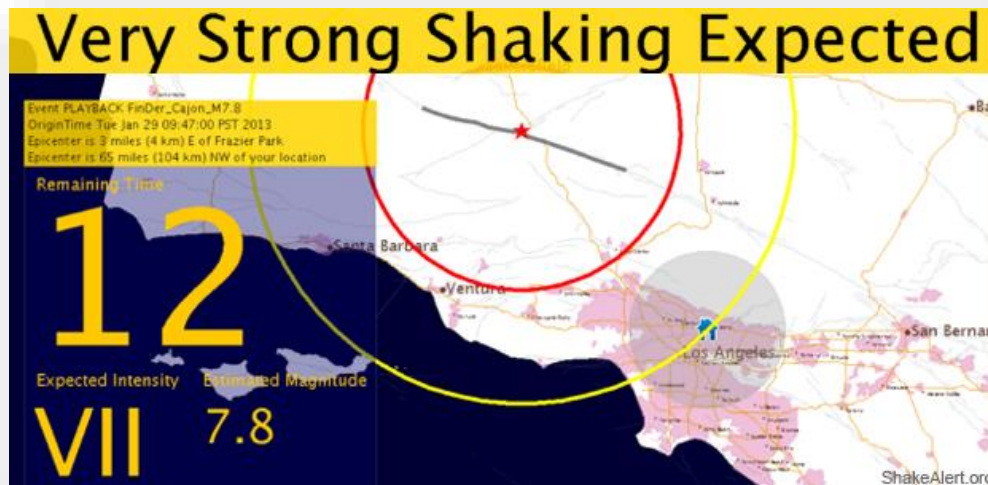 Very Strong Shaking Expected
Event PLAYBACK FinDer_Cajon_M7.8
OriginTime Tue Jan 29 09:47:00 PST 2013
Epicenter is 3 miles (4 km) E of Frazier Park
Epicenter is 65 miles (104 km) NW of your location
Remaining Time
12
Expected Intensity
Estimated Magnitude
VII
7.8
Santa Barbara
Ventura
Los Angeles
San Bernar
Ba
ShakeAlert.org